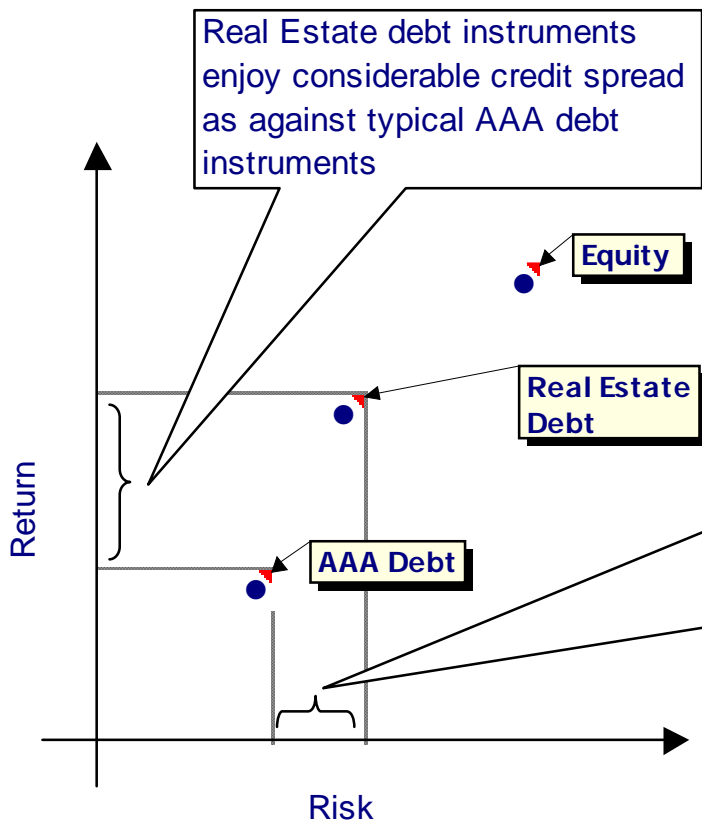 Real Estate debt instruments
enjoy considerable credit spread
as against typical AAA debt
instruments
Equity
Real Estate
Debt
AAA Debt
Return
Risk